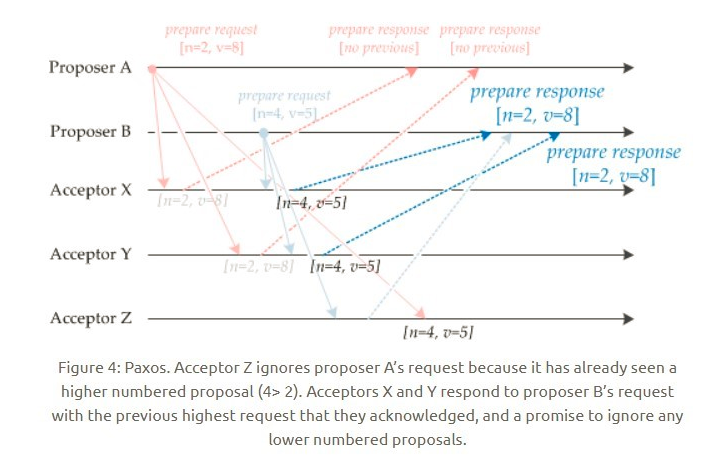 prepare request
[n=2, v=8]
prepare response
[no previous]
prepare response
[no previous]
Proposer A
prepare request
[n=4, v=5]
prepare response
[n=2, v=8]
Proposer B
prepare response
[n=2, v=8]
Acceptor X
[n=2, v=8]
[n=4, v=5]
Acceptor Y
[n=2, v=8]
[n=4, v=5]
Acceptor Z
[n=4, v=5]
Figure 4: Paxos. Acceptor Z ignores proposer A’s request because it has already seen a
higher numbered proposal (4> 2). Acceptors X and Y respond to proposer B’s request
with the previous highest request that they acknowledged, and a promise to ignore any
lower numbered proposals.